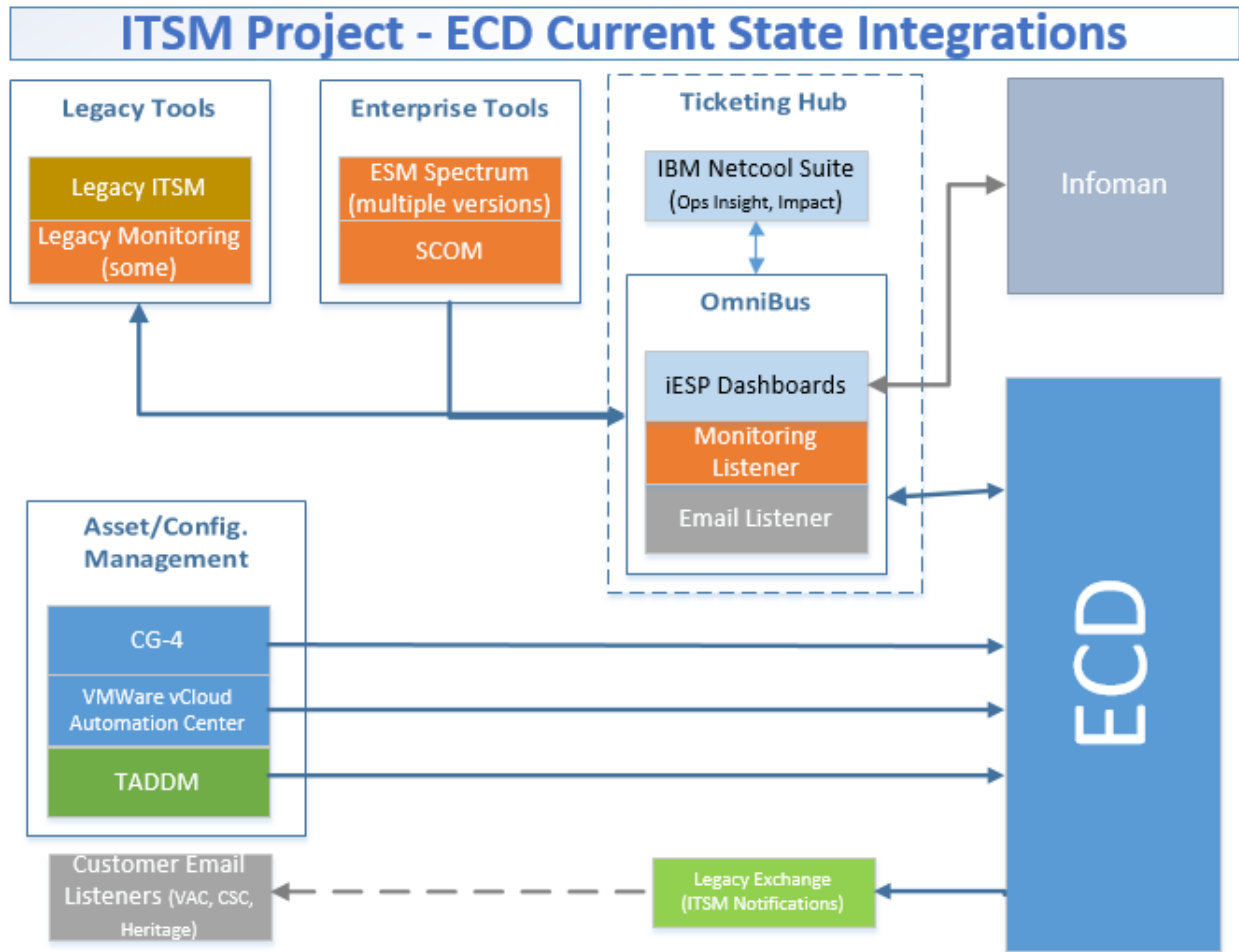 ITSM Project - ECD Current State Integrations
Legacy Tools
Legacy ITSM
Legacy Monitoring
(some)
Enterprise Tools
ESM Spectrum
(multiple versions)
SCOM
Ticketing Hub
IBM Netcool Suite
(Ops Insight, Impact)
OmniBus
iESP Dashboards
Monitoring
Listener
Email Listener
Infoman
Asset/Config.
Management
CG-4
VMWare vCloud
Automation Center
TADDM
ECD
Customer Email
Listeners (VAC, CSC,
Heritage)
Legacy Exchange
(ITSM Notifications)